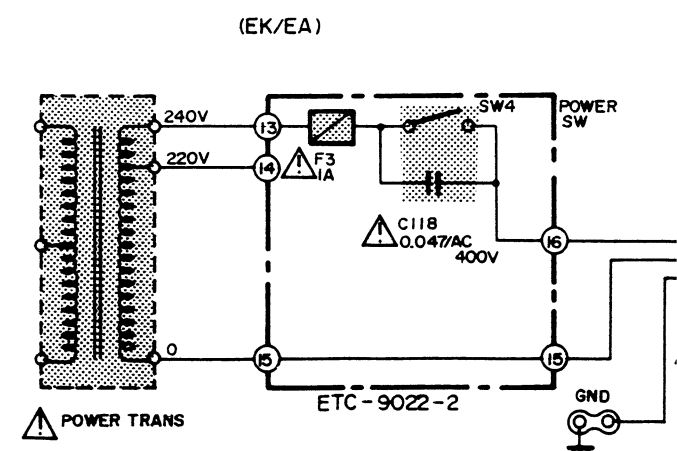 (EK/EA)
240V
13
SW4
POWER
SW
220V
14
F3
1A
C118
0.047/AC
400V
16
0
15
15
ETC-9022-2
GND
POWER TRANS